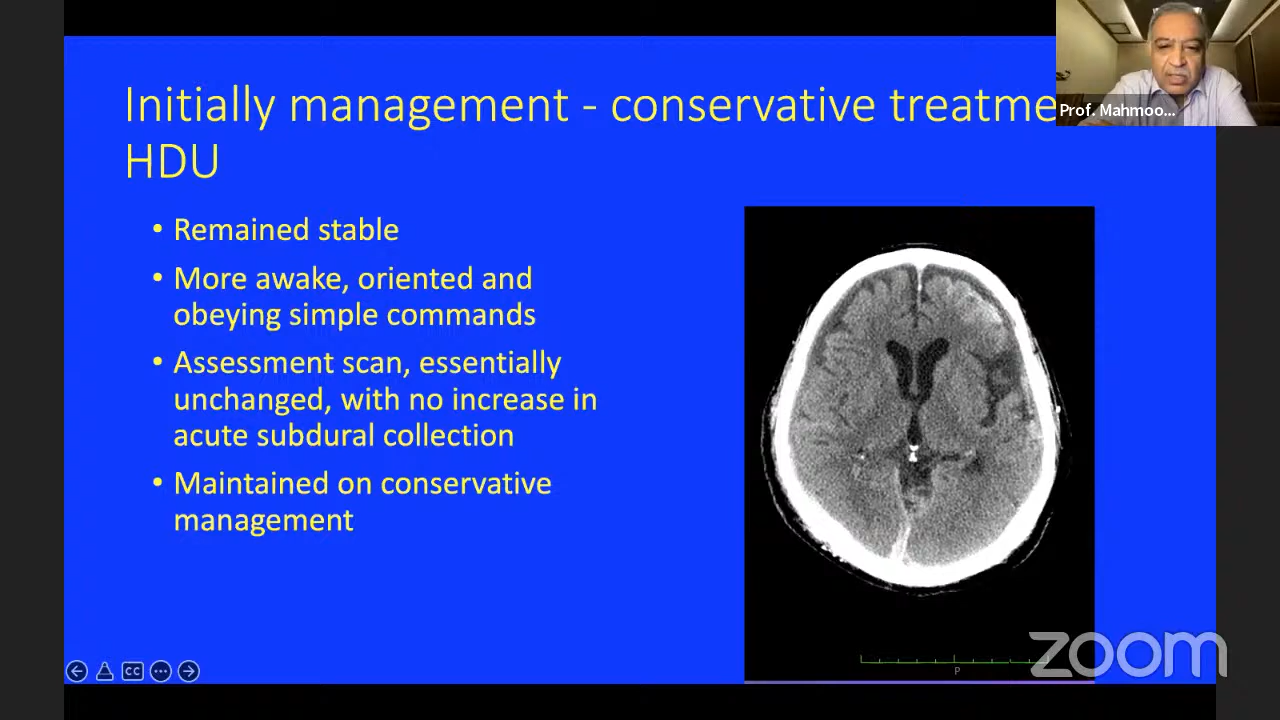 Initially management - conservative treatme
HDU
• Remained stable
• More awake, oriented and
obeying simple commands
• Assessment scan, essentially
unchanged, with no increase in
acute subdural collection
• Maintained on conservative
management
Prof. Mahmoo...
CC
P
zoom